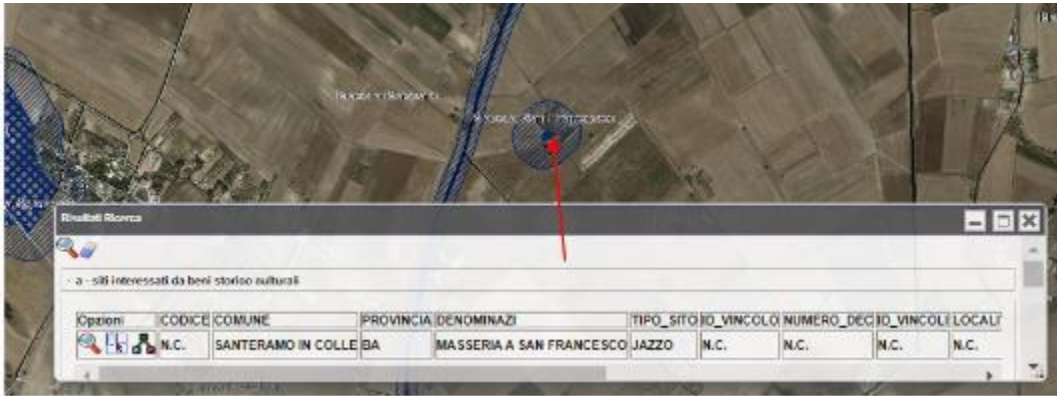 Risultati Ricerca
- a - siti interessati da beni storico culturali
Opzioni CODICE COMUNE PROVINCIA DENOMINAZI TIPO_SITO ID_VINCOLO NUMERO_DEC ID_VINCOLI LOCALIT
N.C. SANTERAMO IN COLLE BA MASSERIA A SAN FRANCESCO JAZZO N.C. N.C. N.C. N.C.